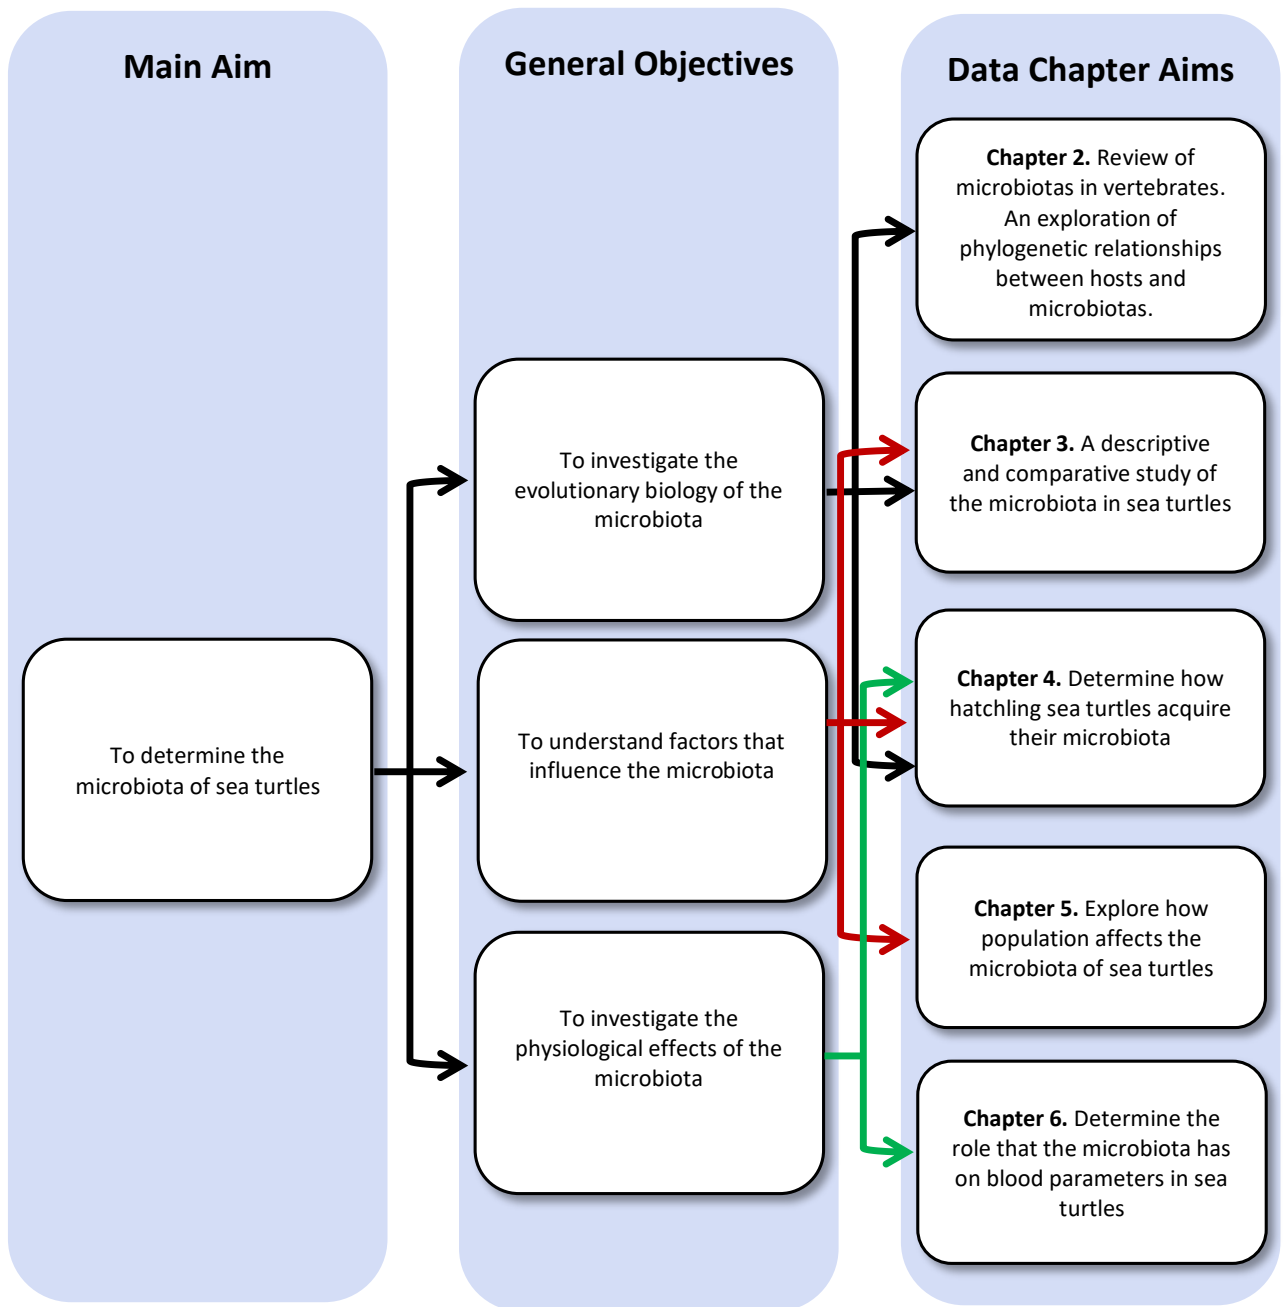 Main Aim
To determine the
microbiota of sea turtles
General Objectives
To investigate the
evolutionary biology of the
microbiota
To understand factors that
influence the microbiota
To investigate the
physiological effects of the
microbiota
Data Chapter Aims
Chapter 2. Review of
microbiotas in vertebrates.
An exploration of
phylogenetic relationships
between hosts and
microbiotas.
Chapter 3. A descriptive
and comparative study of
the microbiota in sea turtles
Chapter 4. Determine how
hatchling sea turtles acquire
their microbiota
Chapter 5. Explore how
population affects the
microbiota of sea turtles
Chapter 6. Determine the
role that the microbiota has
on blood parameters in sea
turtles